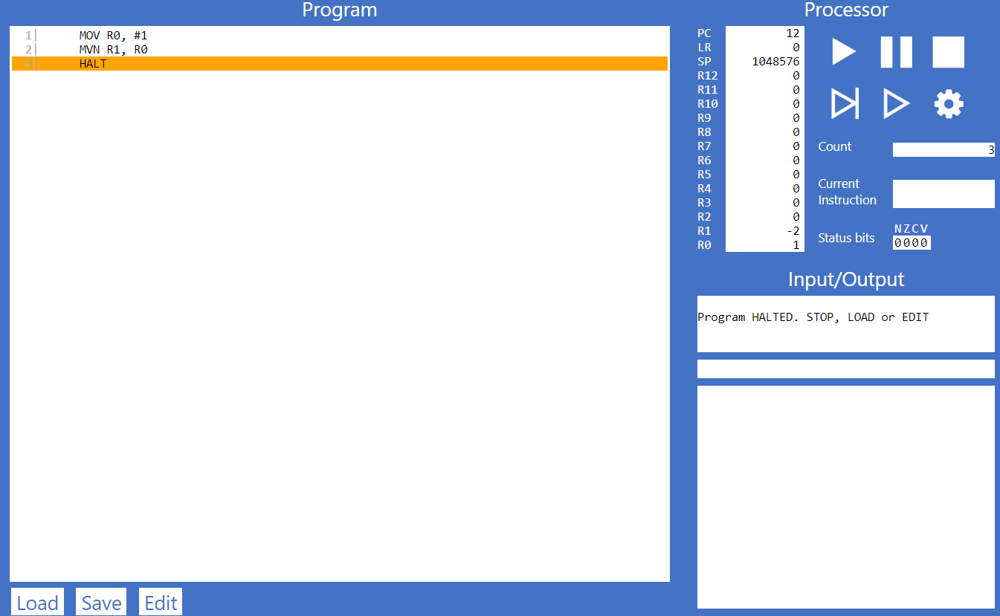 Program
1| MOV R0, #1
2| MVN R1, R0
3| HALT
Load Save Edit
Processor
PC 12
LR 0
SP 1048576
R12 0
R11 0
R10 0
R9 0
R8 0
R7 0
R6 0
R5 0
R4 0
R3 0
R2 0
R1 -2
R0 1
Count 3
Current
Instruction
NZCV
Status bits 0000
Input/Output
Program HALTED. STOP, LOAD or EDIT